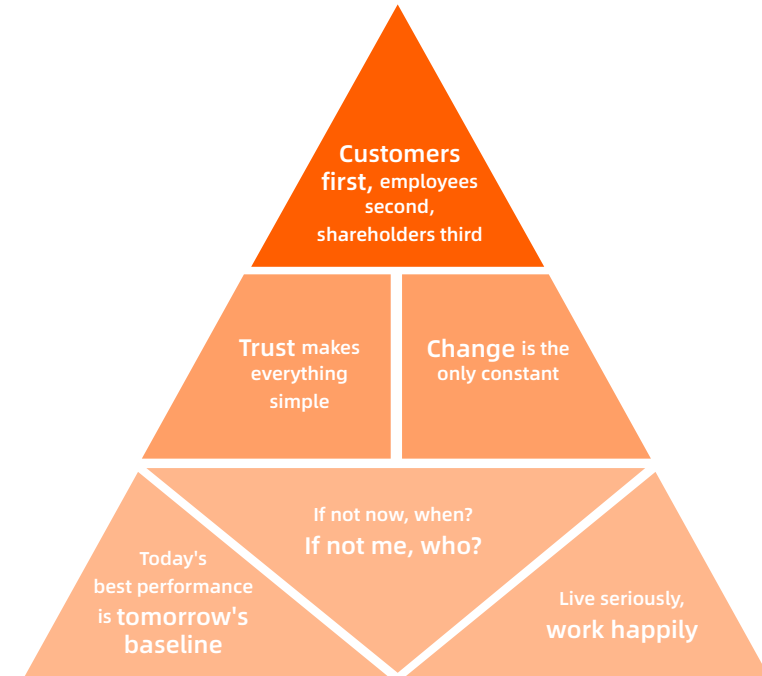 Customers
first, employees
second,
shareholders third
Trust makes
everything
simple
Change is the
only constant
If not now, when?
If not me, who?
Today's
best performance
is tomorrow's
baseline
Live seriously,
work happily